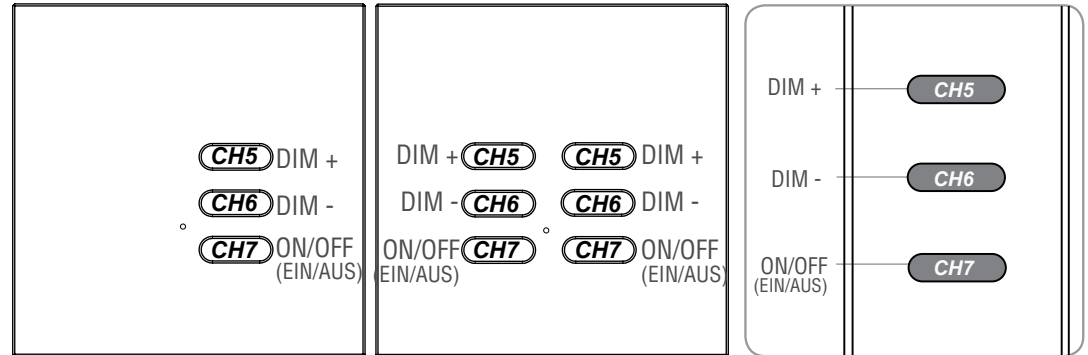 CH5 DIM +
CH6 DIM -
CH7 ON/OFF
(EIN/AUS)
DIM + CH5 CH5 DIM +
DIM - CH6 CH6 DIM -
ON/OFF CH7 CH7 ON/OFF
(EIN/AUS) (EIN/AUS)
DIM + CH5
DIM - CH6
ON/OFF CH7
(EIN/AUS)